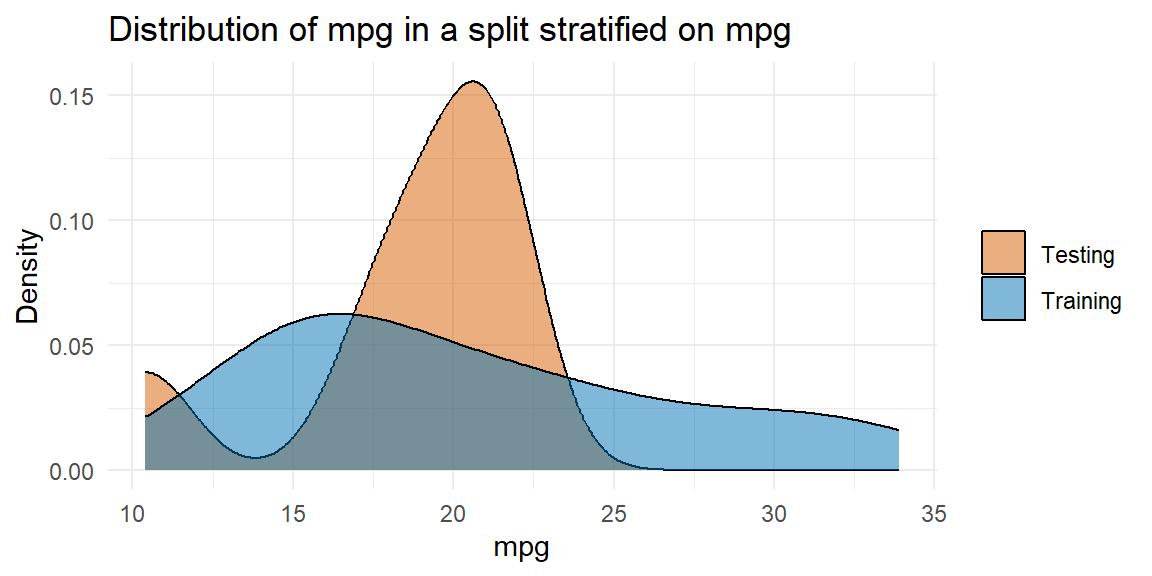 Distribution of mpg in a split stratified on mpg
0.15
0.10
0.05
0.00
Density
10 15 20 25 30 35
mpg
Testing
Training